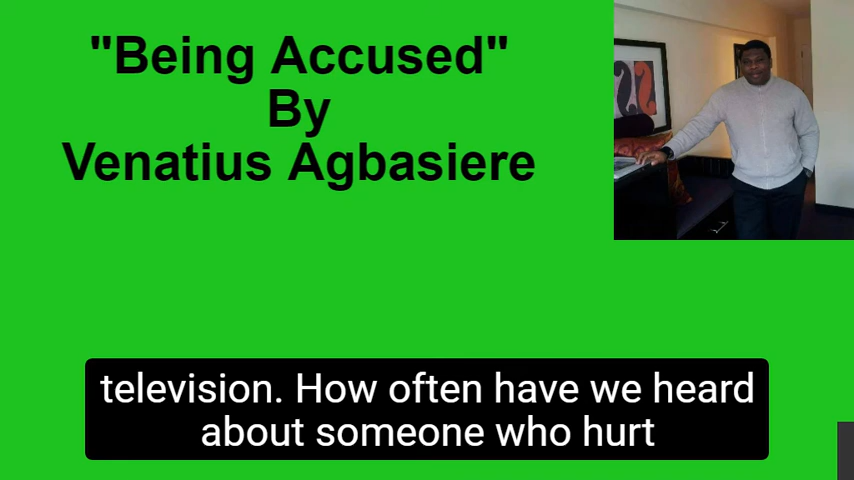 "Being Accused"
By
Venatius Agbasiere
television. How often have we heard
about someone who hurt